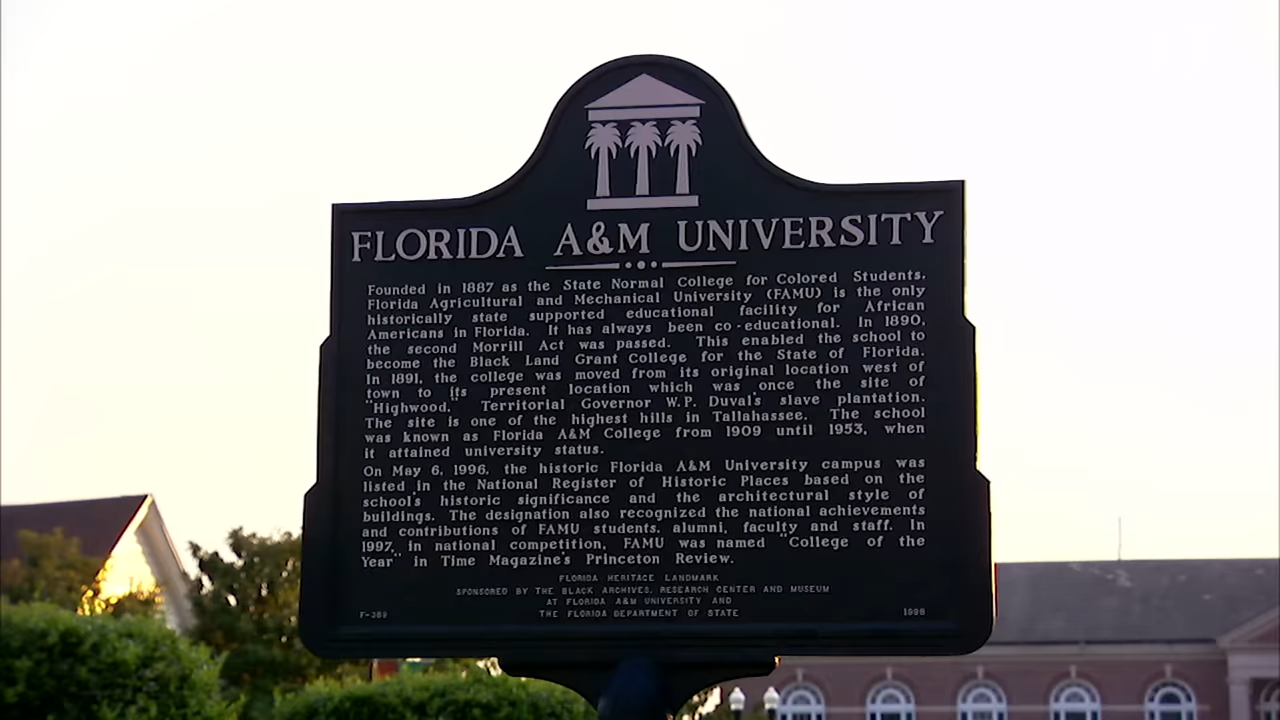 FLORIDA A&M UNIVERSITY
Founded in 1887 as the State Normal College for Colored Students.
Florida Agricultural and Mechanical University (FAMU) is the only
historically state supported educational facility for African
Americans in Florida. It has always been co-educational. In 1890,
the second Morrill Act was passed. This enabled the school to
become the Black Land Grant College for the State of Florida.
In 1891, the college was moved from its original location west of
town to its present location which was once the site of
"Highwood," Territorial Governor W.P. Duval's slave plantation.
The site is one of the highest hills in Tallahassee. The school
was known as Florida A&M College from 1909 until 1953, when
it attained university status.
On May 6, 1996, the historic Florida A&M University campus was
listed in the National Register of Historic Places based on the
school's historic significance and the architectural style of
buildings. The designation also recognized the national achievements
and contributions of FAMU students, alumni, faculty and staff. In
1997, in national competition, FAMU was named "College of the
Year" in Time Magazine's Princeton Review.
FLORIDA HERITAGE LANDMARK
SPONSORED BY THE BLACK ARCHIVES, RESEARCH CENTER AND MUSEUM
AT FLORIDA A&M UNIVERSITY AND
THE FLORIDA DEPARTMENT OF STATE
F-389 1998